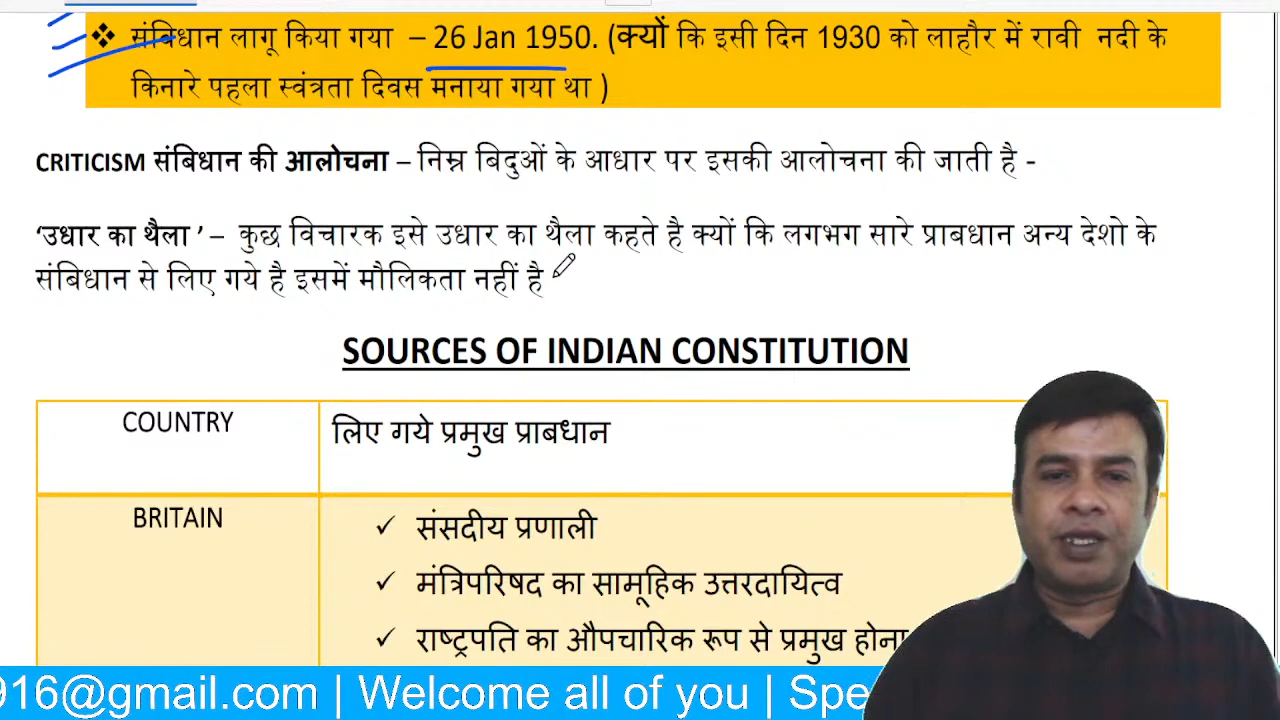 ❖ संविधान लागू किया गया – 26 Jan 1950. (क्यों कि इसी दिन 1930 को लाहौर में रावी नदी के
किनारे पहला स्वंत्रता दिवस मनाया गया था )
CRITICISM संबिधान की आलोचना – निम्न बिदुओं के आधार पर इसकी आलोचना की जाती है -
‘उधार का थैला ’ – कुछ विचारक इसे उधार का थैला कहते है क्यों कि लगभग सारे प्राबधान अन्य देशो के
संबिधान से लिए गये है इसमें मौलिकता नहीं है
SOURCES OF INDIAN CONSTITUTION
COUNTRY
लिए गये प्रमुख प्राबधान
BRITAIN
✓ संसदीय प्रणाली
✓ मंत्रिपरिषद का सामूहिक उत्तरदायित्व
✓ राष्ट्रपति का औपचारिक रूप से प्रमुख होना
916@gmail.com | Welcome all of you | Spe